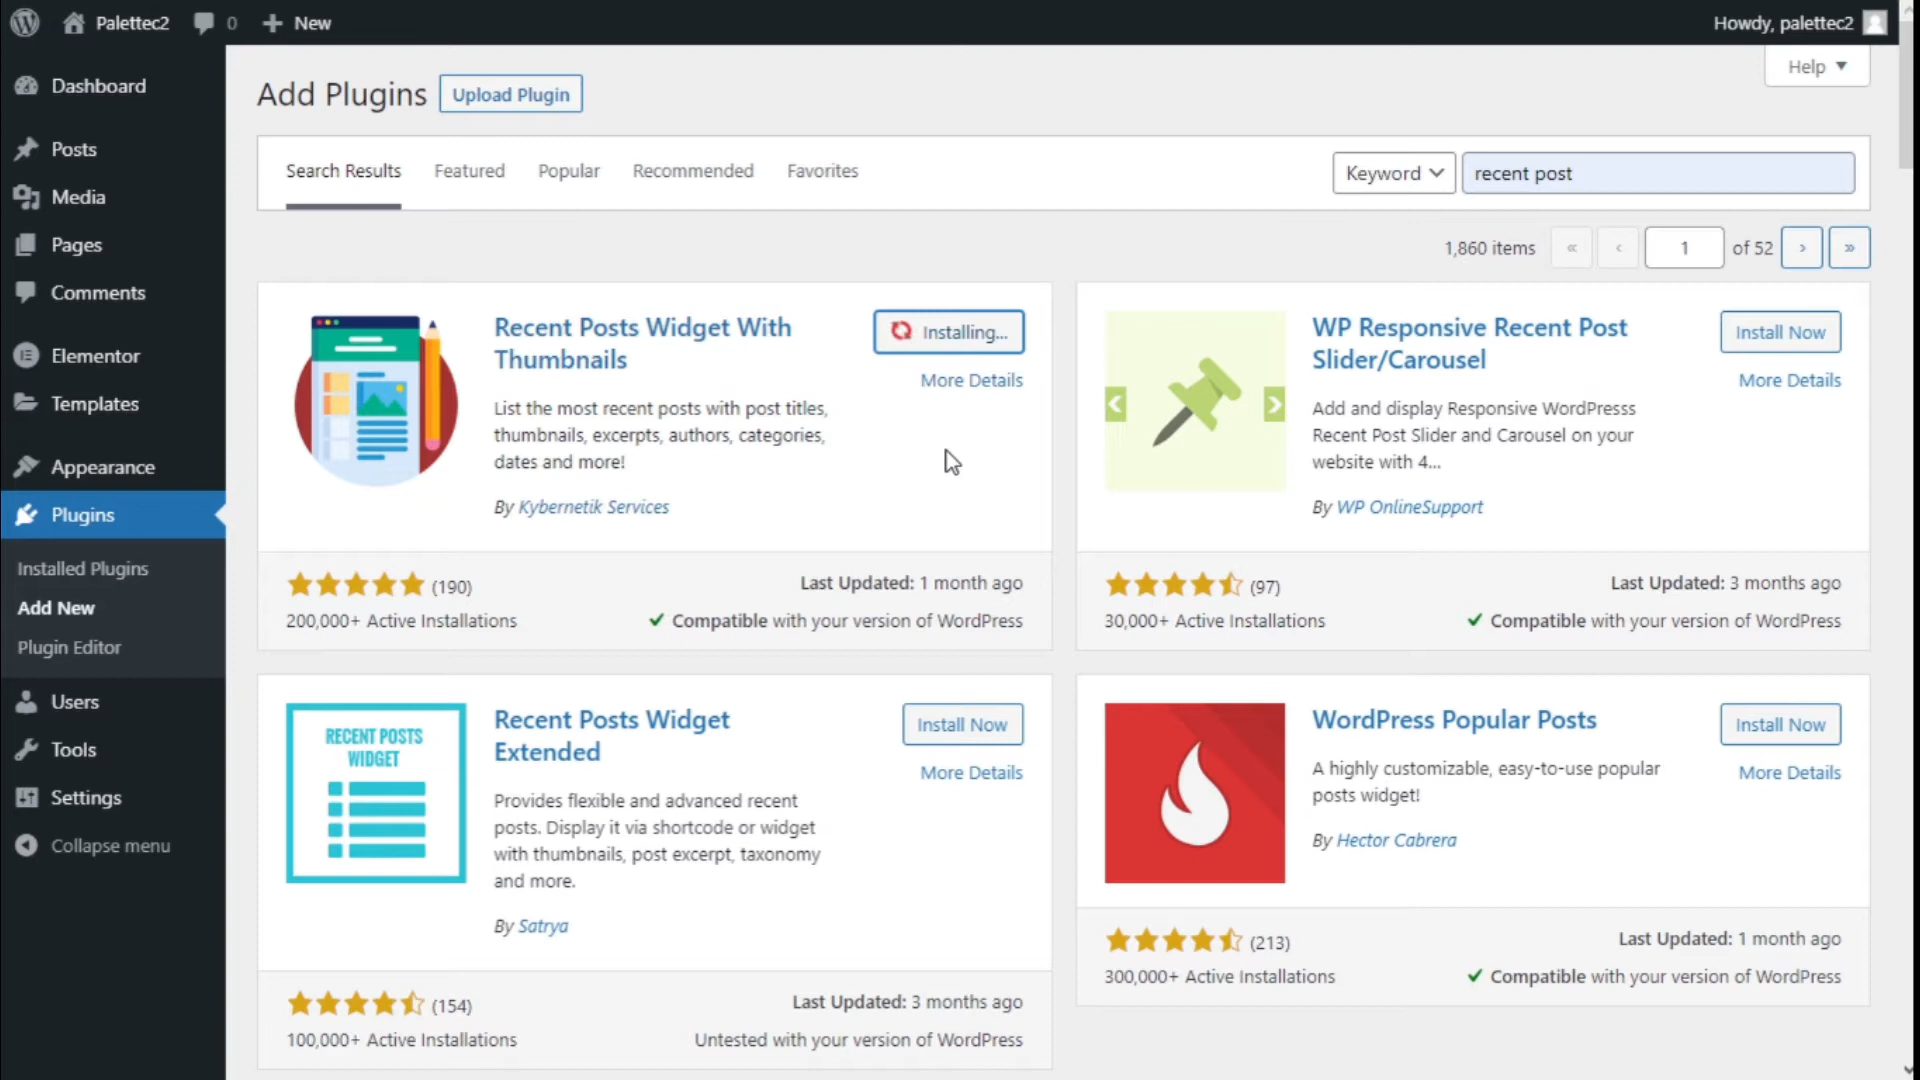 Palettec2
0
New
Howdy, palettec2
Dashboard
Posts
Media
Pages
Comments
Elementor
Templates
Appearance
Plugins
Installed Plugins
Add New
Plugin Editor
Users
Tools
Settings
Collapse menu
Help
Add Plugins
Upload Plugin
Search Results
Featured
Popular
Recommended
Favorites
Keyword
recent post
1,860 items
«
‹
1
of 52
›
»
Recent Posts Widget With
Thumbnails
Installing...
More Details
List the most recent posts with post titles,
thumbnails, excerpts, authors, categories,
dates and more!
By Kybernetik Services
(190)
Last Updated: 1 month ago
200,000+ Active Installations
Compatible with your version of WordPress
WP Responsive Recent Post
Slider/Carousel
Install Now
More Details
Add and display Responsive WordPresss
Recent Post Slider and Carousel on your
website with 4...
By WP OnlineSupport
(97)
Last Updated: 3 months ago
30,000+ Active Installations
Compatible with your version of WordPress
RECENT POSTS
WIDGET
Recent Posts Widget
Extended
Install Now
More Details
Provides flexible and advanced recent
posts. Display it via shortcode or widget
with thumbnails, post excerpt, taxonomy
and more.
By Satrya
(154)
Last Updated: 3 months ago
100,000+ Active Installations
Untested with your version of WordPress
WordPress Popular Posts
Install Now
More Details
A highly customizable, easy-to-use popular
posts widget!
By Hector Cabrera
(213)
Last Updated: 1 month ago
300,000+ Active Installations
Compatible with your version of WordPress